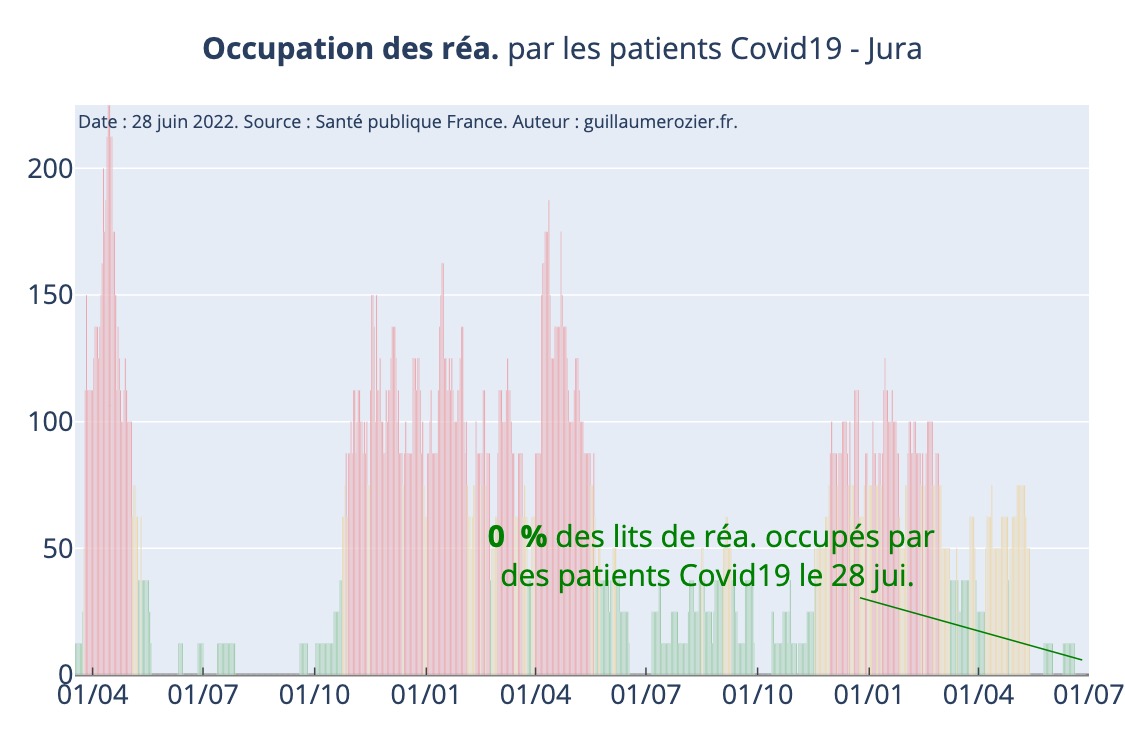 Occupation des réa. par les patients Covid19 - Jura
Date : 28 juin 2022. Source : Santé publique France. Auteur : guillaumerozier.fr.
200
150
100
50
0 % des lits de réa. occupés par
des patients Covid19 le 28 jui.
0
01/04 01/07 01/10 01/01 01/04 01/07 01/10 01/01 01/04 01/07